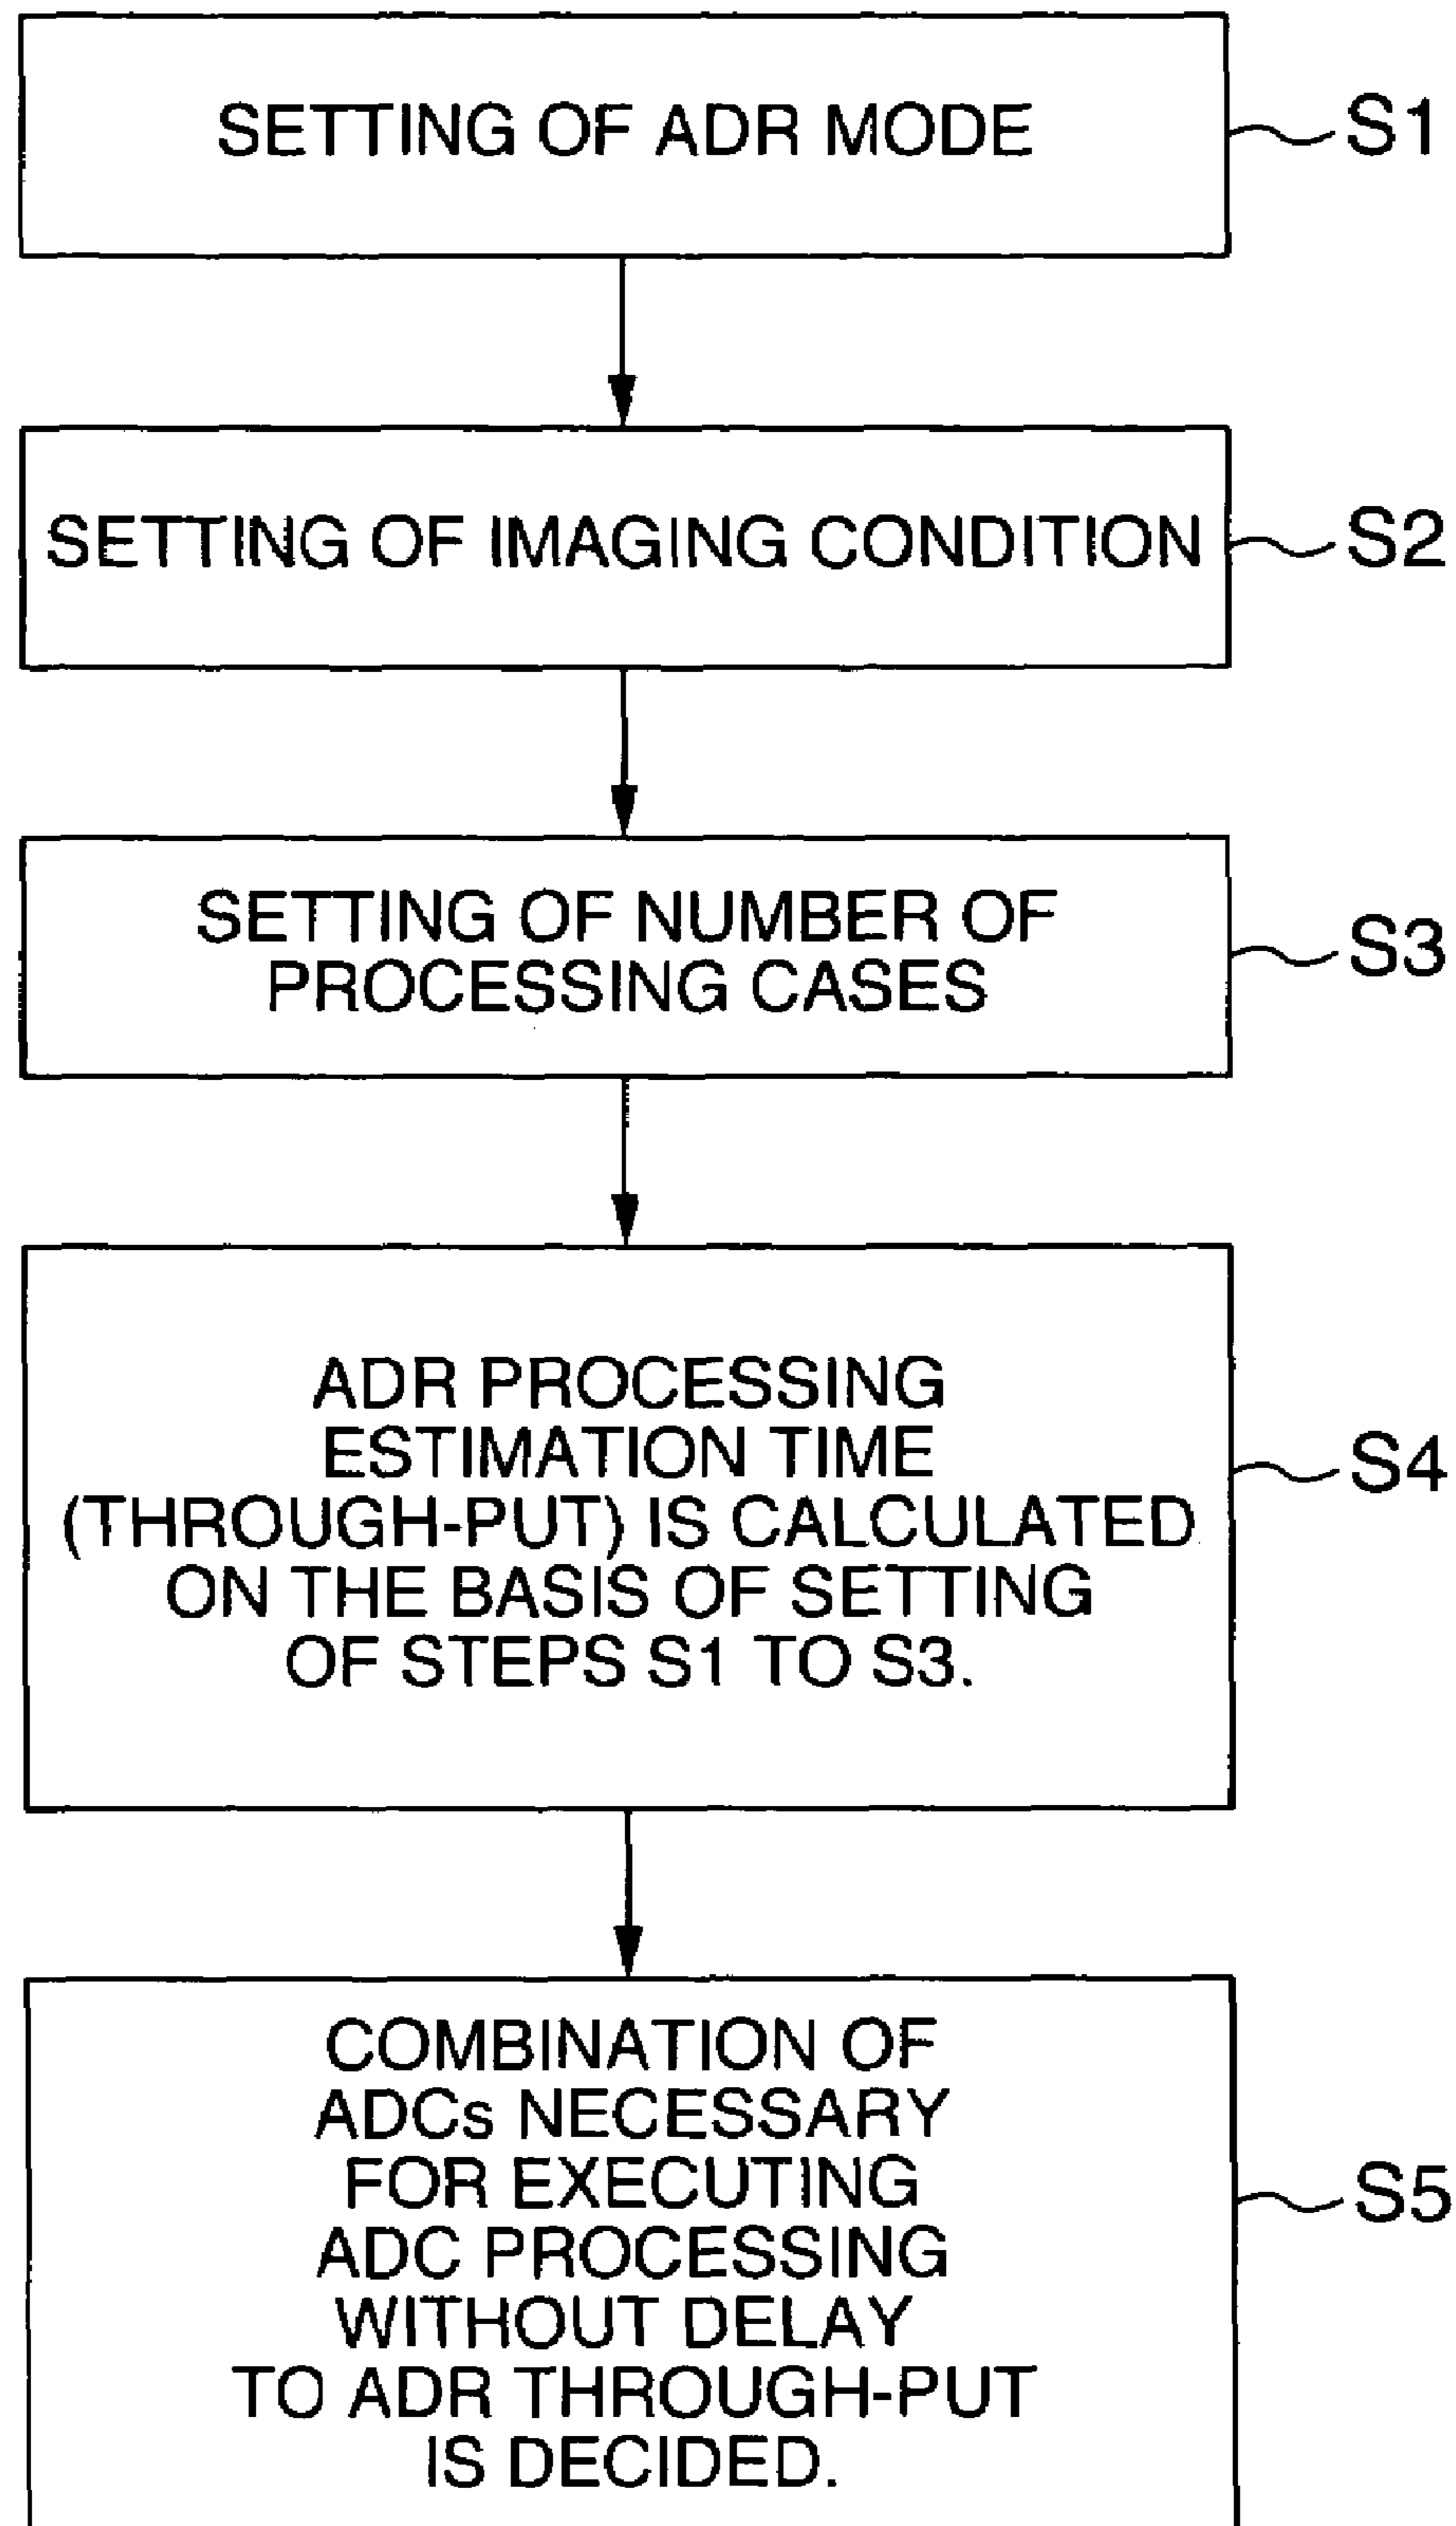 SETTING OF ADR MODE
S1
SETTING OF IMAGING CONDITION
S2
SETTING OF NUMBER OF
PROCESSING CASES
S3
ADR PROCESSING
ESTIMATION TIME
(THROUGH-PUT) IS CALCULATED
ON THE BASIS OF SETTING
OF STEPS S1 TO S3.
S4
COMBINATION OF
ADCs NECESSARY
FOR EXECUTING
ADC PROCESSING
WITHOUT DELAY
TO ADR THROUGH-PUT
IS DECIDED.
S5